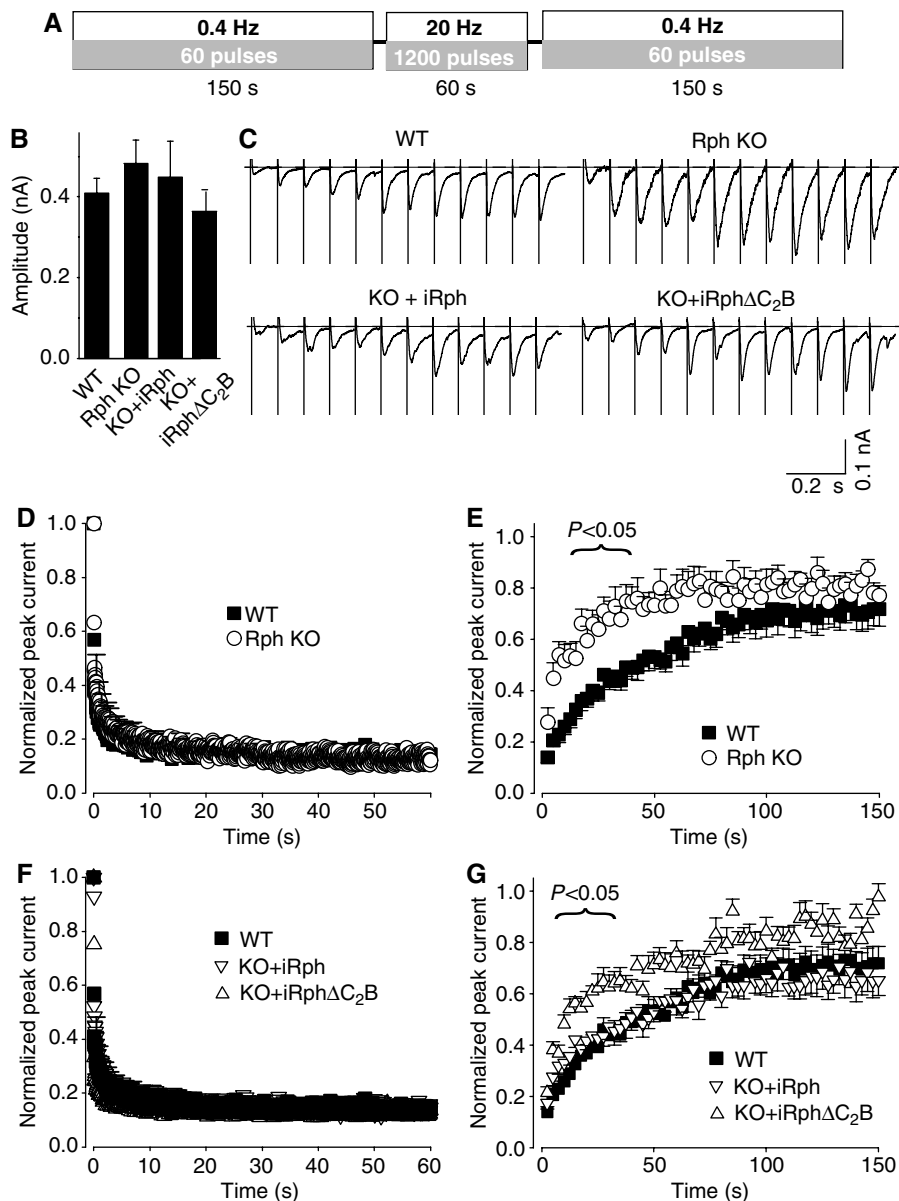 A
0.4 Hz
20 Hz
0.4 Hz
60 pulses
1200 pulses
60 pulses
150 s
60 s
150 s
B
Amplitude (nA)
0.4
0.2
0.0
WT
Rph KO
KO+iRph
KO+
iRphΔC₂B
C
WT
Rph KO
KO + iRph
KO+iRphΔC₂B
0.1 nA
0.2 s
D
Normalized peak current
1.0
0.8
0.6
0.4
0.2
0.0
WT
Rph KO
0 10 20 30 40 50 60
Time (s)
E
P<0.05
Normalized peak current
1.0
0.8
0.6
0.4
0.2
0.0
WT
Rph KO
0 50 100 150
Time (s)
F
Normalized peak current
1.0
0.8
0.6
0.4
0.2
0.0
WT
KO+iRph
KO+iRphΔC₂B
0 10 20 30 40 50 60
Time (s)
G
P<0.05
Normalized peak current
1.0
0.8
0.6
0.4
0.2
0.0
WT
KO+iRph
KO+iRphΔC₂B
0 50 100 150
Time (s)